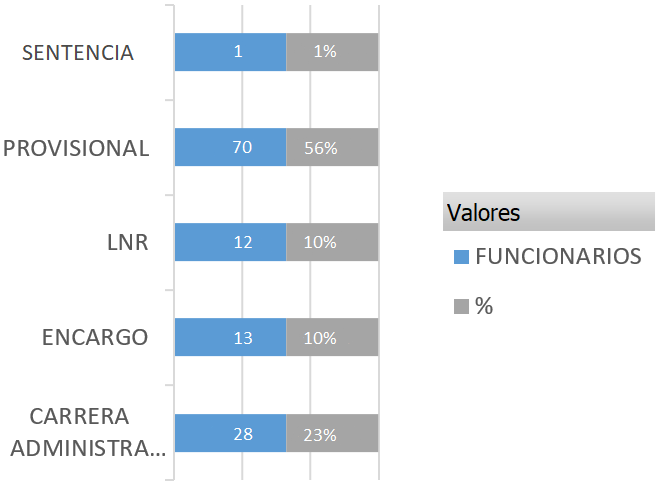 SENTENCIA 1 1%
PROVISIONAL 70 56%
LNR 12 10%
ENCARGO 13 10%
CARRERA
ADMINISTRA... 28 23%
Valores
FUNCIONARIOS
%